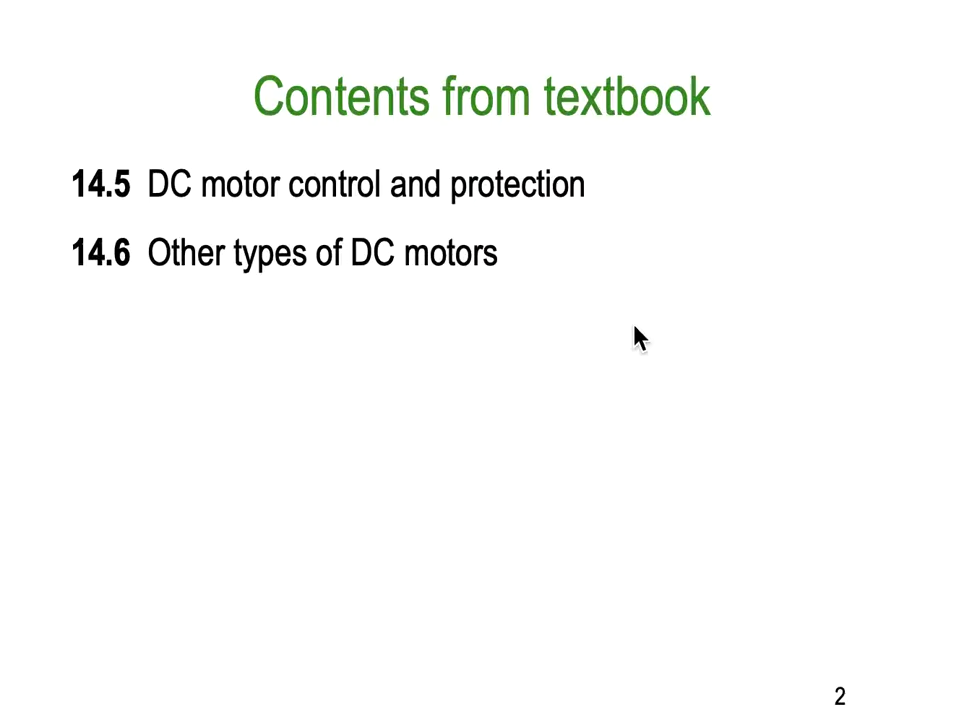 Contents from textbook
14.5 DC motor control and protection
14.6 Other types of DC motors
2